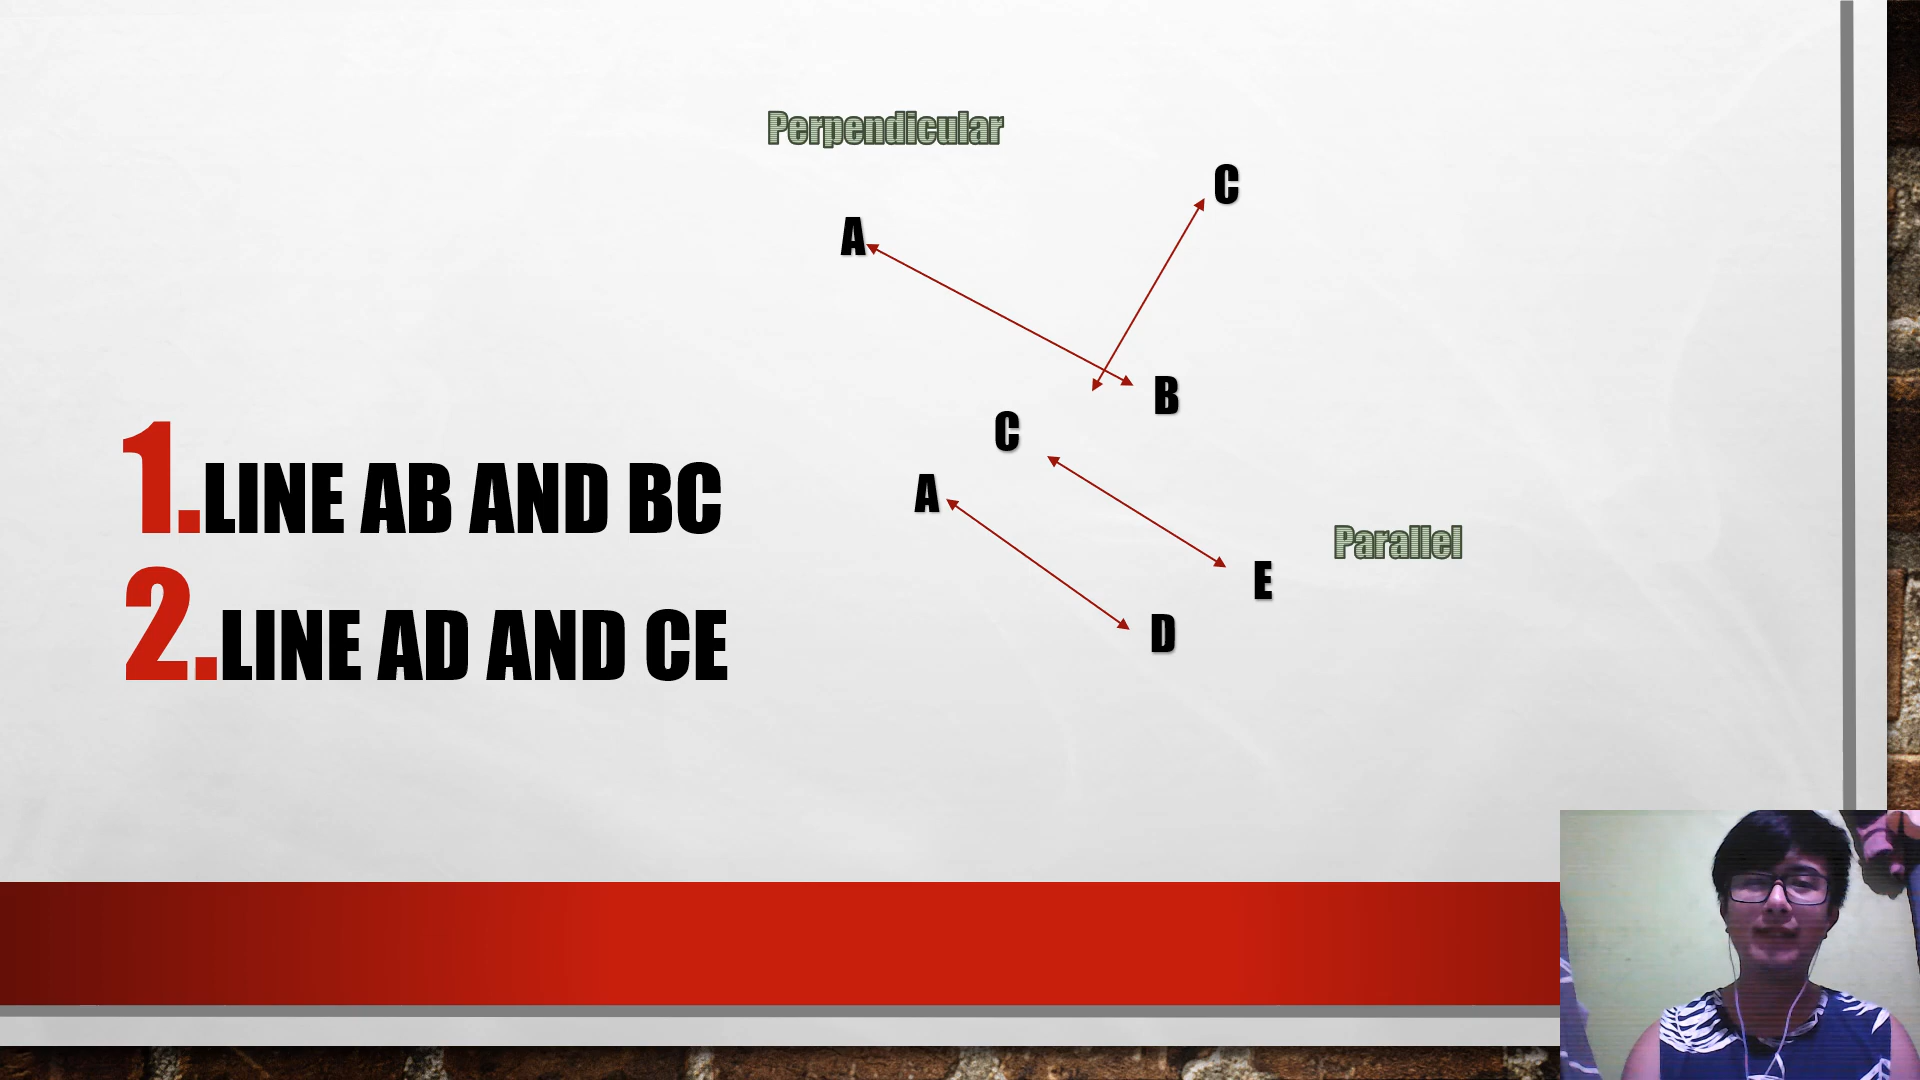 Perpendicular
C
A
B
C
A
E
D
Parallel
1.LINE AB AND BC
2.LINE AD AND CE